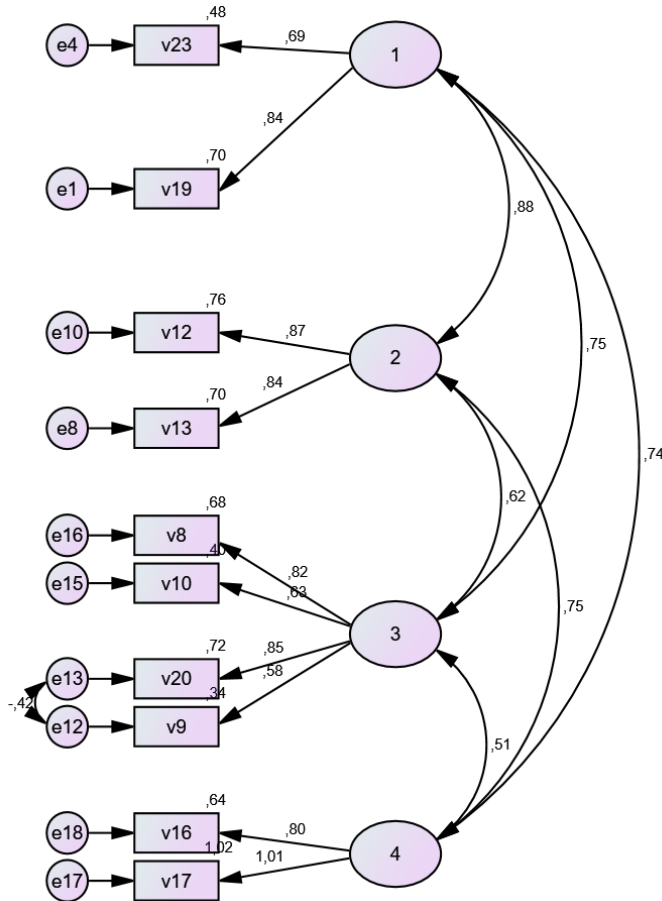 ,48
e4 v23 ,69 1
,84
,70
e1 v19
,88
,76
e10 v12 ,87 2 ,75
,84
,70
e8 v13
,74
,68
e16 v8 ,62
,40 ,82
e15 v10 ,63
,75
3
,72 ,85
e13 v20 ,58
-,42 ,34
e12 v9
,51
,64
e18 v16 ,80 4
1,02 1,01
e17 v17